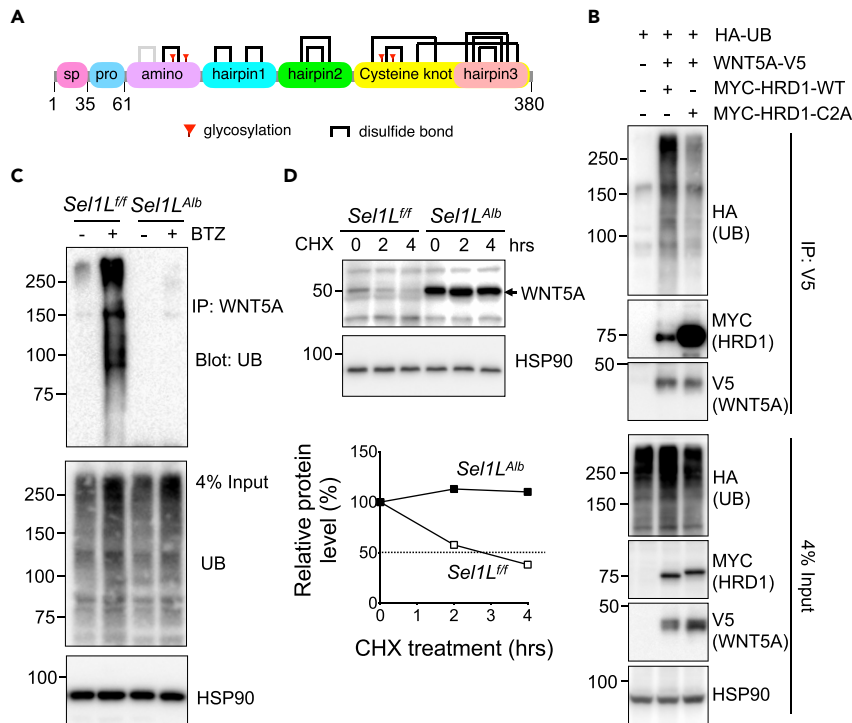 A
sp pro amino hairpin1 hairpin2 Cysteine knot hairpin3
1 35 61 380
glycosylation disulfide bond
B
+ + + HA-UB
- + + WNT5A-V5
- + - MYC-HRD1-WT
- - + MYC-HRD1-C2A
250
150
100
HA
(UB)
75
MYC
(HRD1)
50
V5
(WNT5A)
IP: V5
250
150
100
HA
(UB)
75
MYC
(HRD1)
50
V5
(WNT5A)
100
HSP90
4% Input
C
Sel1L f/f Sel1L Alb
- + - + BTZ
250
150
100
75
IP: WNT5A
Blot: UB
250
150
100
75
4% Input
UB
100
HSP90
D
Sel1L f/f Sel1L Alb
CHX 0 2 4 0 2 4 hrs
50
WNT5A
100
HSP90
Relative protein
level (%)
150
100
50
0
Sel1L Alb
Sel1L f/f
0 1 2 3 4
CHX treatment (hrs)